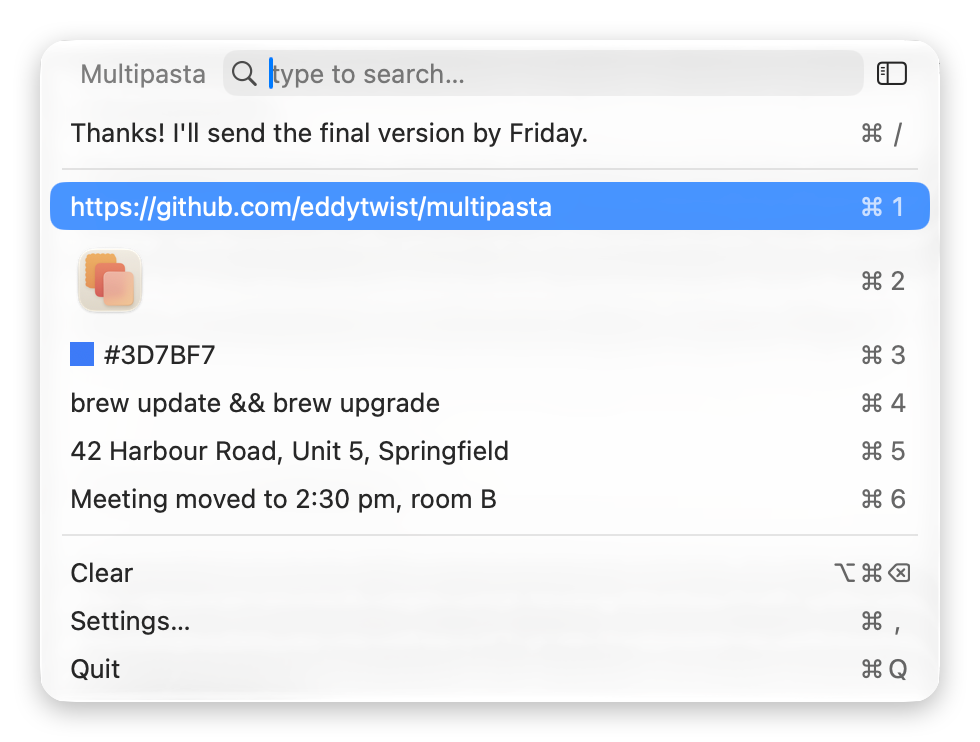 Multipasta type to search...
Thanks! I'll send the final version by Friday. ⌘ /
https://github.com/eddytwist/multipasta ⌘ 1
⌘ 2
#3D7BF7 ⌘ 3
brew update && brew upgrade ⌘ 4
42 Harbour Road, Unit 5, Springfield ⌘ 5
Meeting moved to 2:30 pm, room B ⌘ 6
Clear ⌥⌘⌫
Settings... ⌘ ,
Quit ⌘Q